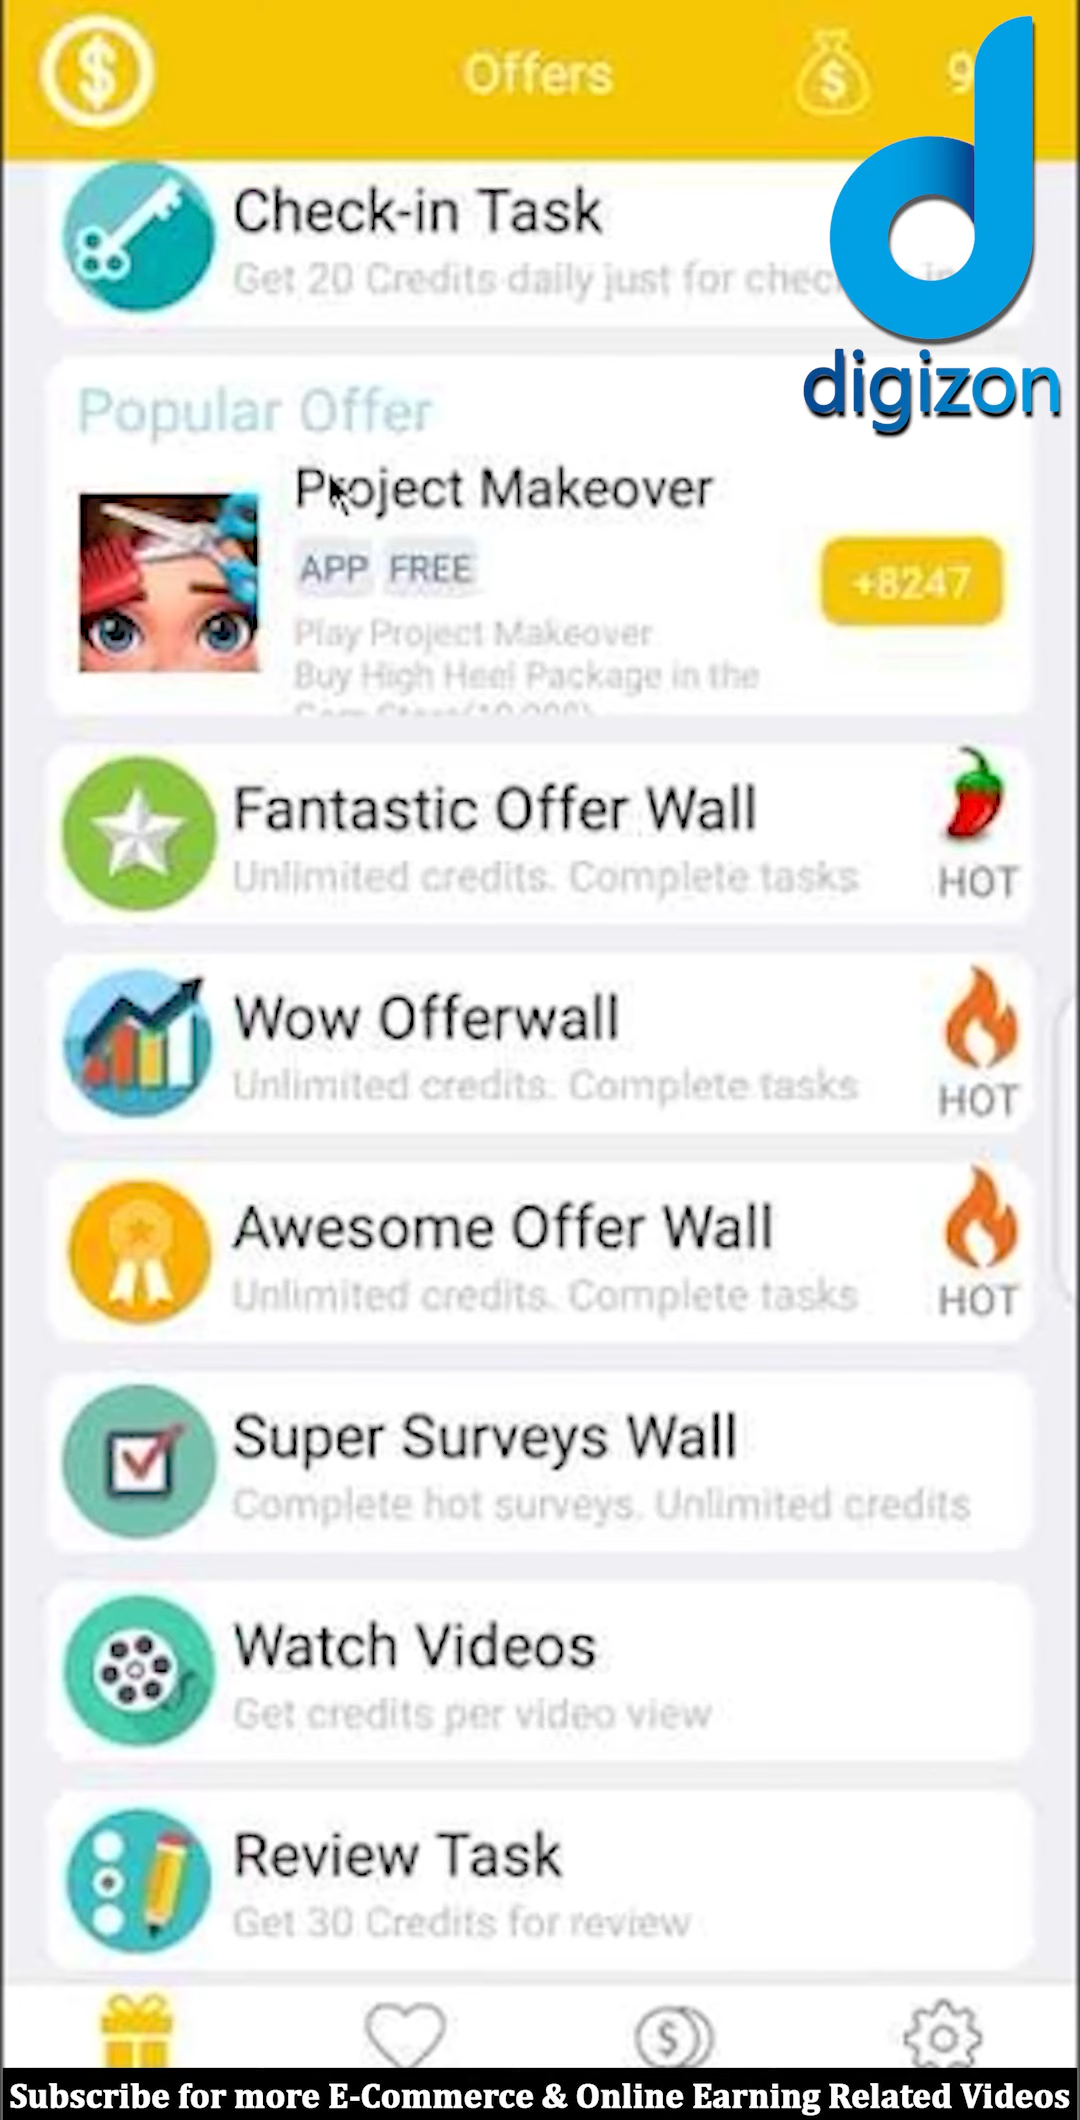 Offers
9
Check-in Task
Get 20 Credits daily just for
digizon
Popular Offer
Project Makeover
APP FREE
+8247
Play Project Makeover
Buy High Heel Package in the
Fantastic Offer Wall
Unlimited credits. Complete tasks
HOT
Wow Offerwall
Unlimited credits. Complete tasks
HOT
Awesome Offer Wall
Unlimited credits. Complete tasks
HOT
Super Surveys Wall
Complete hot surveys. Unlimited credits
Watch Videos
Get credits per video view
Review Task
Get 30 Credits for review
Subscribe for more E-Commerce & Online Earning Related Videos